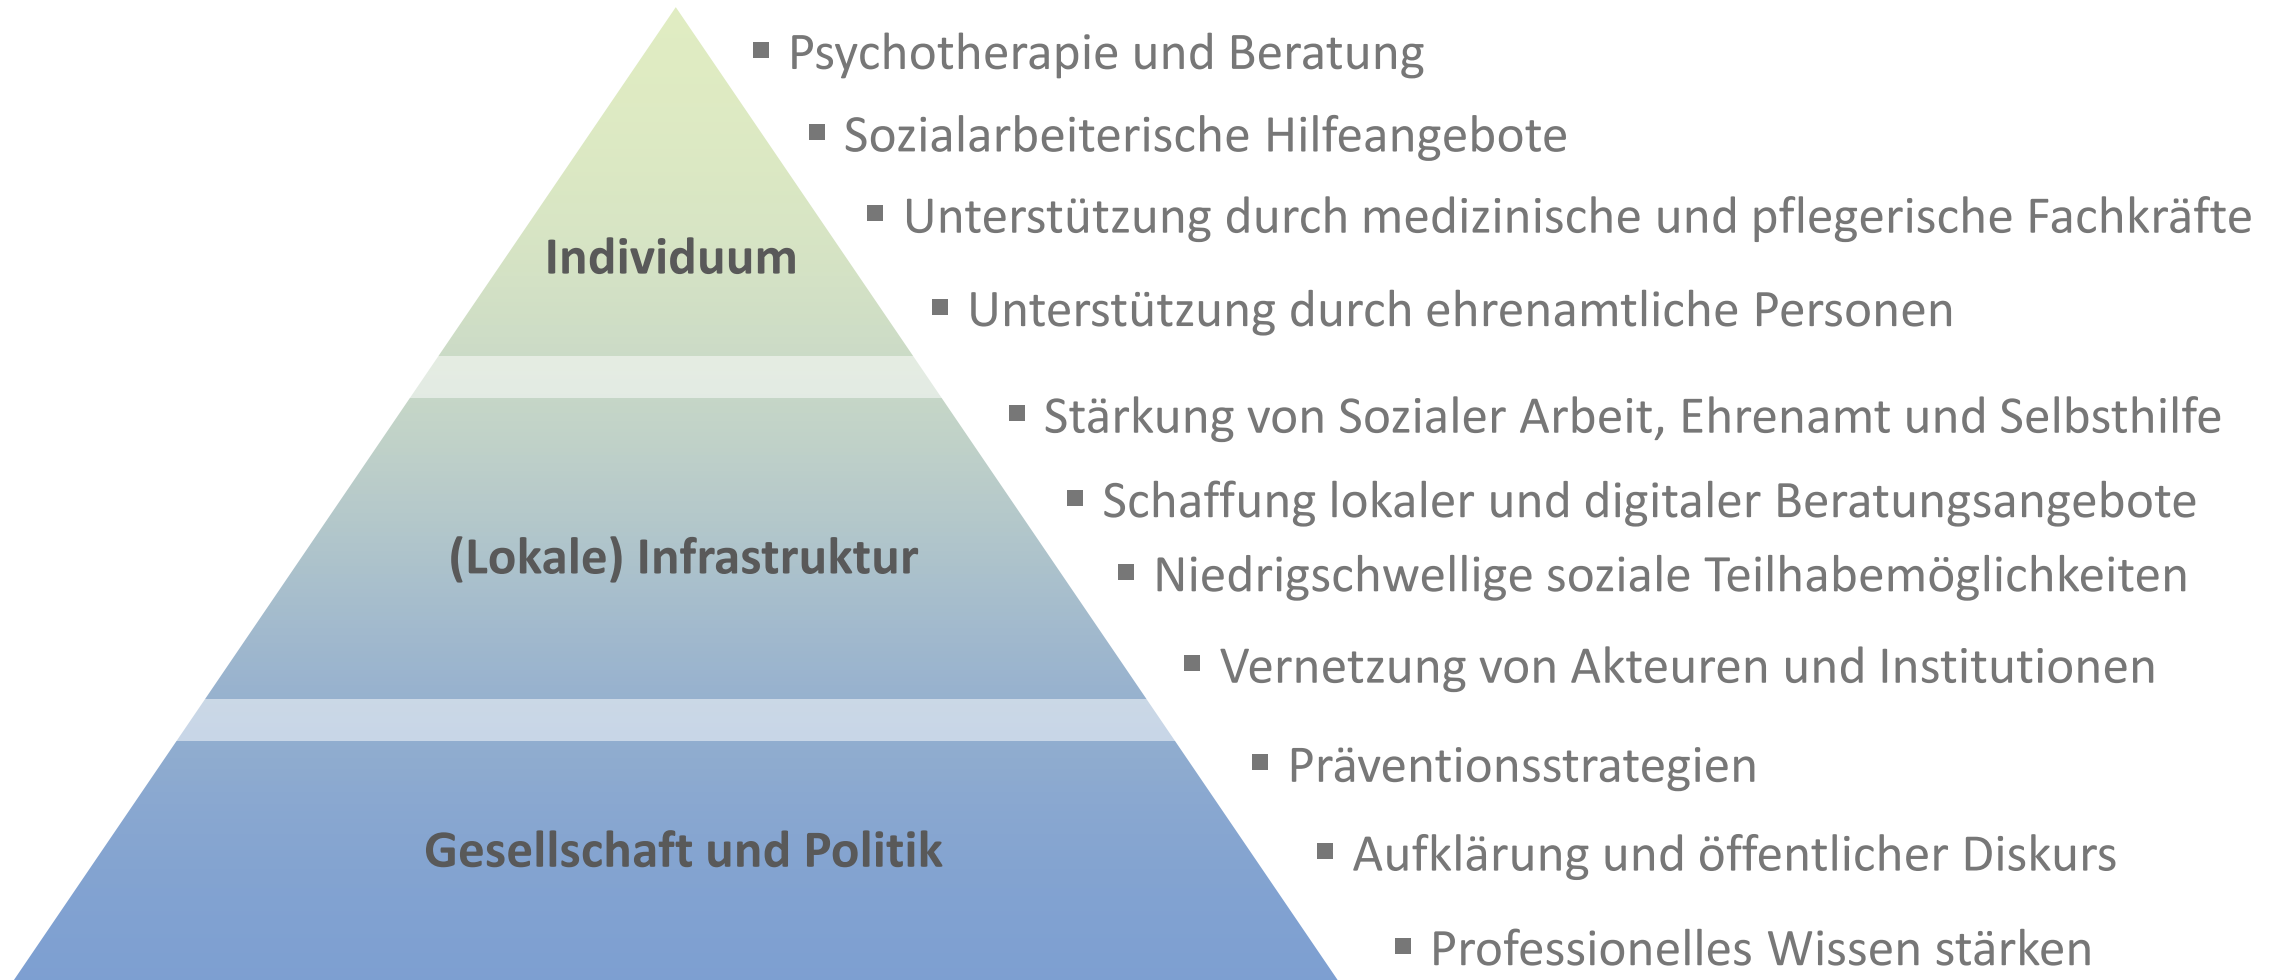 ▪ Psychotherapie und Beratung
▪ Sozialarbeiterische Hilfeangebote
▪ Unterstützung durch medizinische und pflegerische Fachkräfte
Individuum
▪ Unterstützung durch ehrenamtliche Personen
▪ Stärkung von Sozialer Arbeit, Ehrenamt und Selbsthilfe
▪ Schaffung lokaler und digitaler Beratungsangebote
(Lokale) Infrastruktur
▪ Niedrigschwellige soziale Teilhabemöglichkeiten
▪ Vernetzung von Akteuren und Institutionen
▪ Präventionsstrategien
Gesellschaft und Politik
▪ Aufklärung und öffentlicher Diskurs
▪ Professionelles Wissen stärken